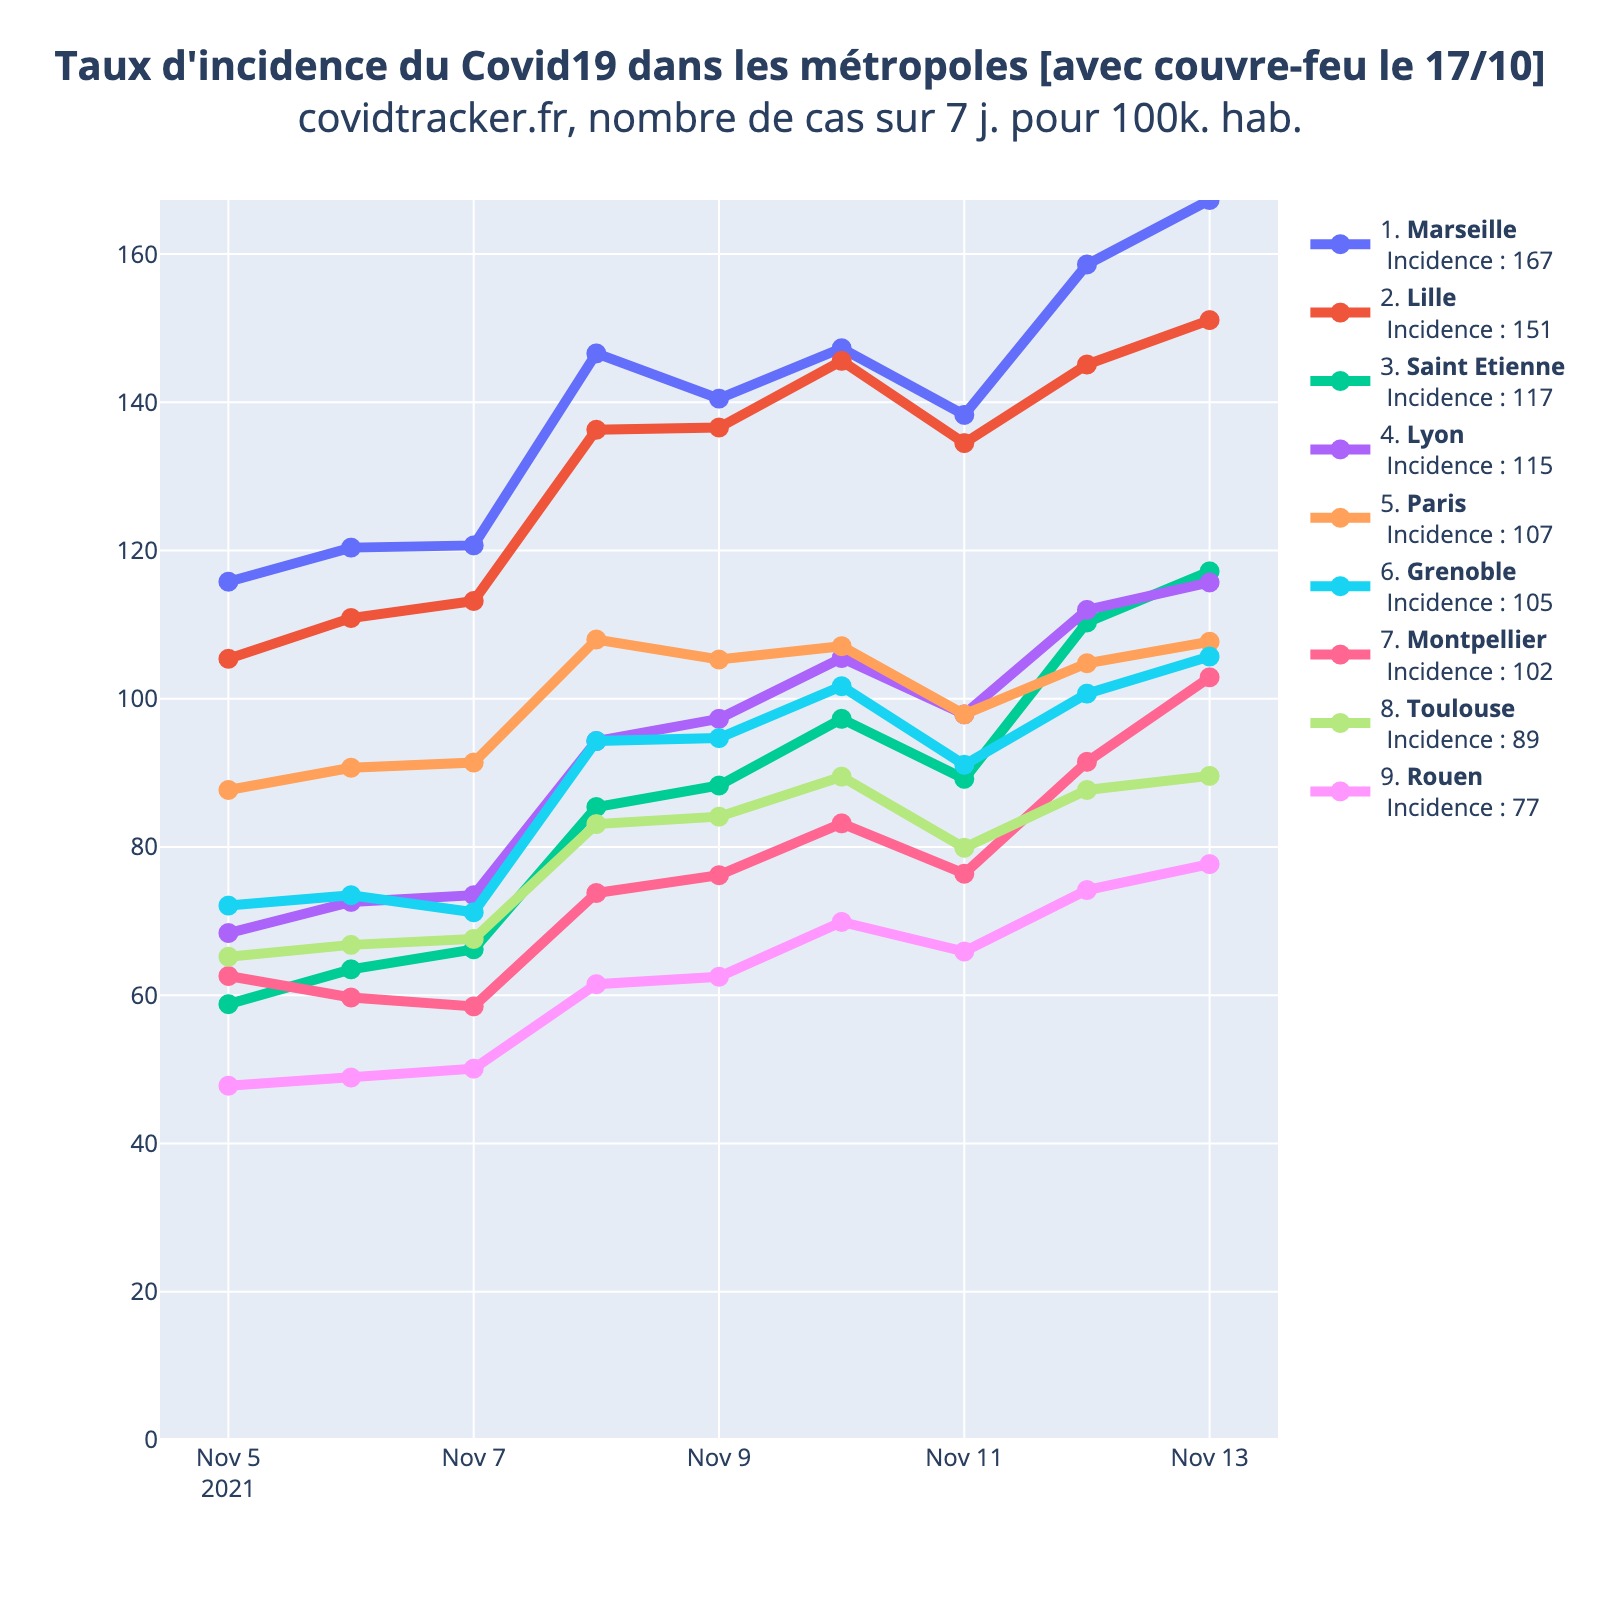 Taux d'incidence du Covid19 dans les métropoles [avec couvre-feu le 17/10]
covidtracker.fr, nombre de cas sur 7 j. pour 100k. hab.
160
140
120
100
80
60
40
20
0
Nov 5
2021
Nov 7
Nov 9
Nov 11
Nov 13
1. Marseille
Incidence : 167
2. Lille
Incidence : 151
3. Saint Etienne
Incidence : 117
4. Lyon
Incidence : 115
5. Paris
Incidence : 107
6. Grenoble
Incidence : 105
7. Montpellier
Incidence : 102
8. Toulouse
Incidence : 89
9. Rouen
Incidence : 77